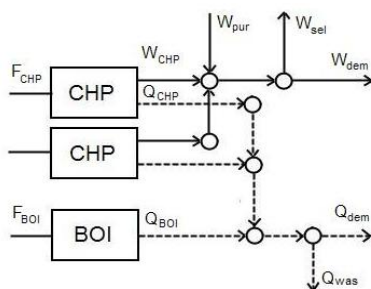 W_pur
W_sel
W_CHP
W_dem
F_CHP
CHP
Q_CHP
CHP
F_BOI
BOI
Q_BOI
Q_dem
Q_was